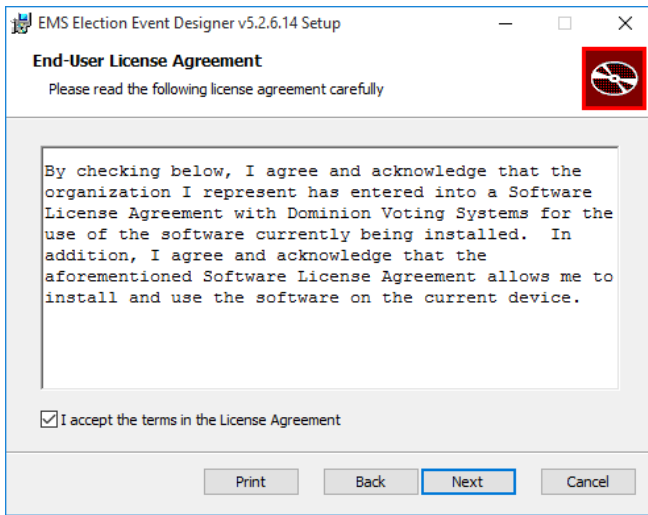 EMS Election Event Designer v5.2.6.14 Setup
End-User License Agreement
Please read the following license agreement carefully
By checking below, I agree and acknowledge that the
organization I represent has entered into a Software
License Agreement with Dominion Voting Systems for the
use of the software currently being installed.  In
addition, I agree and acknowledge that the
aforementioned Software License Agreement allows me to
install and use the software on the current device.
I accept the terms in the License Agreement
Print Back Next Cancel